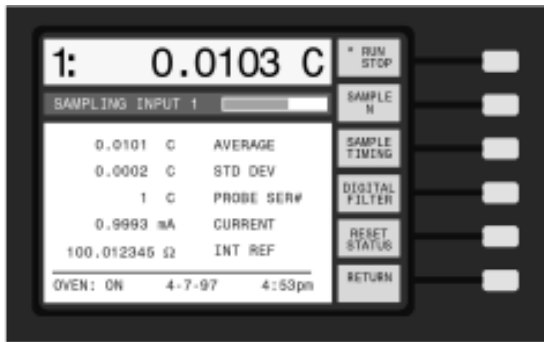 1: 0.0103 C
SAMPLING INPUT 1
0.0101 C AVERAGE
0.0002 C STD DEV
1 C PROBE SER#
0.9993 mA CURRENT
100.012345 Ω INT REF
OVEN: ON 4-7-97 4:53pm
* RUN
STOP
SAMPLE
N
SAMPLE
TIMING
DIGITAL
FILTER
RESET
STATUS
RETURN